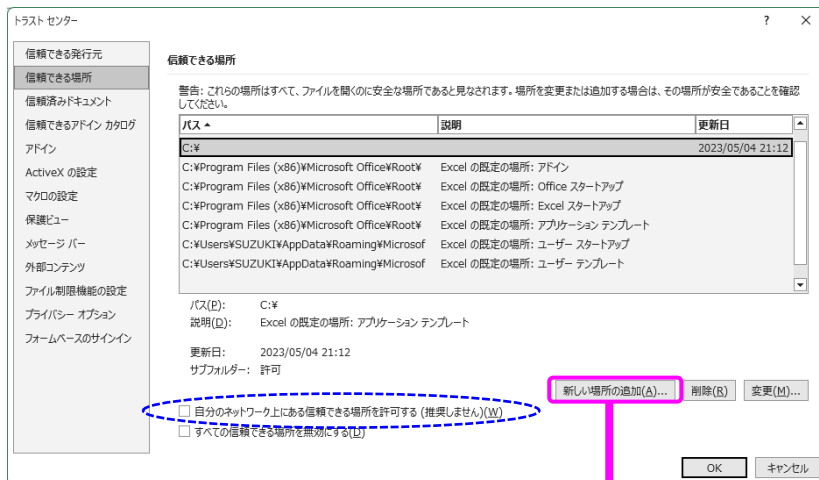 トラスト センター
? ×
信頼できる発行元
信頼できる場所
信頼済みドキュメント
信頼できるアドイン カタログ
アドイン
ActiveX の設定
マクロの設定
保護ビュー
メッセージ バー
外部コンテンツ
ファイル制限機能の設定
プライバシー オプション
フォームベースのサインイン
信頼できる場所
警告: これらの場所はすべて、ファイルを開くのに安全な場所であると見なされます。場所を変更または追加する場合は、その場所が安全であることを確認
してください。
パス 説明 更新日
C:¥ 2023/05/04 21:12
C:¥Program Files (x86)¥Microsoft Office¥Root¥ Excel の既定の場所: アドイン
C:¥Program Files (x86)¥Microsoft Office¥Root¥ Excel の既定の場所: Office スタートアップ
C:¥Program Files (x86)¥Microsoft Office¥Root¥ Excel の既定の場所: Excel スタートアップ
C:¥Program Files (x86)¥Microsoft Office¥Root¥ Excel の既定の場所: アプリケーション テンプレート
C:¥Users¥SUZUKI¥AppData¥Roaming¥Microsof Excel の既定の場所: ユーザー スタートアップ
C:¥Users¥SUZUKI¥AppData¥Roaming¥Microsof Excel の既定の場所: ユーザー テンプレート
パス(P): C:¥
説明(D): Excel の既定の場所: アプリケーション テンプレート
更新日: 2023/05/04 21:12
サブフォルダー: 許可
新しい場所の追加(A)... 削除(R) 変更(M)...
自分のネットワーク上にある信頼できる場所を許可する (推奨しません)(W)
すべての信頼できる場所を無効にする(D)
OK キャンセル